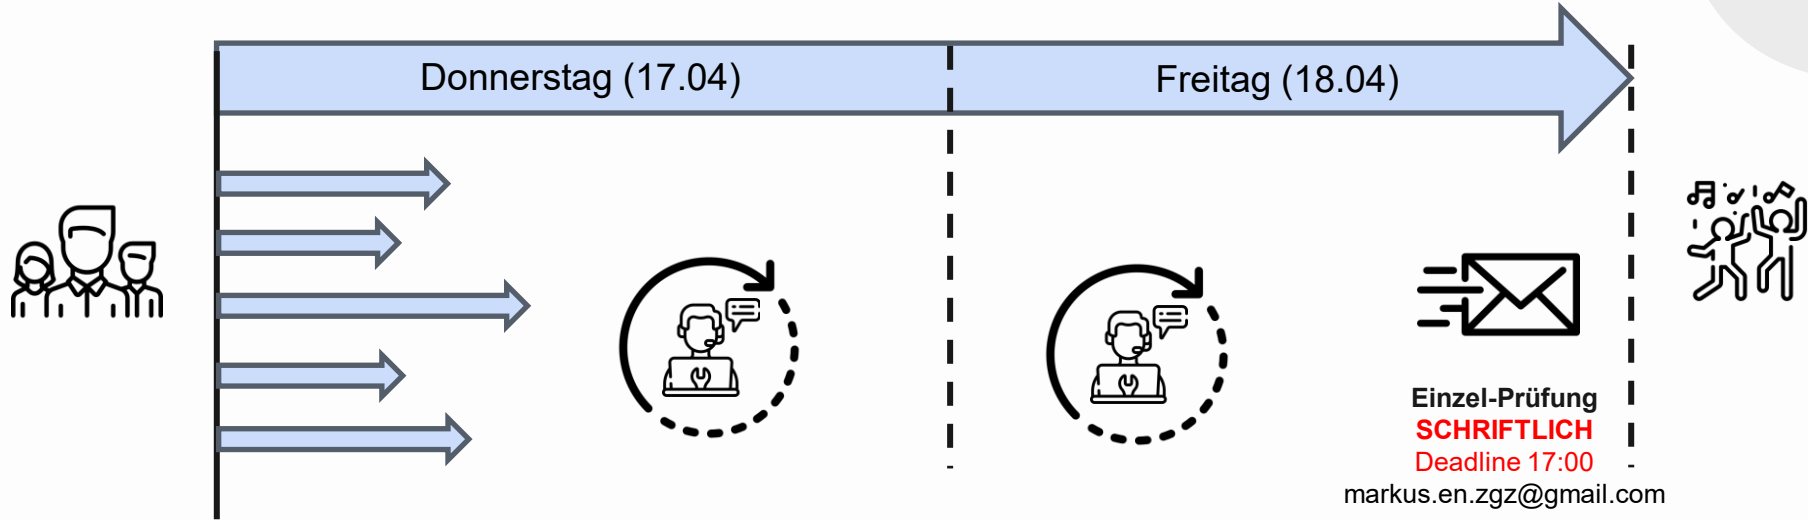 Donnerstag (17.04)
Freitag (18.04)
Einzel-Prüfung
SCHRIFTLICH
Deadline 17:00
markus.en.zgz@gmail.com